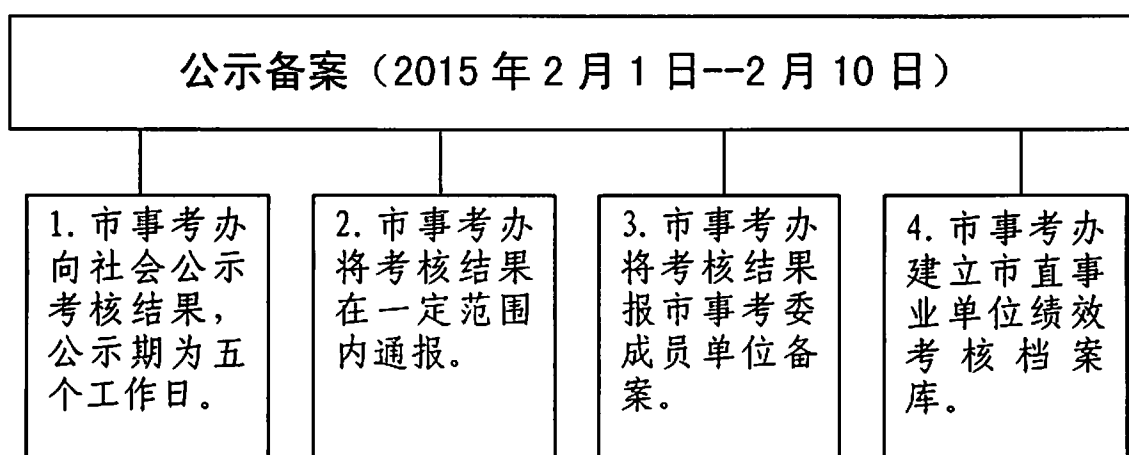 公示备案（2015 年 2 月 1 日--2 月 10 日）
1. 市事考办
向社会公示
考核结果，
公示期为五
个工作日。
2. 市事考办
将考核结果
在一定范围
内通报。
3. 市事考办
将考核结果
报市事考委
成员单位备
案。
4. 市事考办
建立市直事
业单位绩效
考核档案
库。